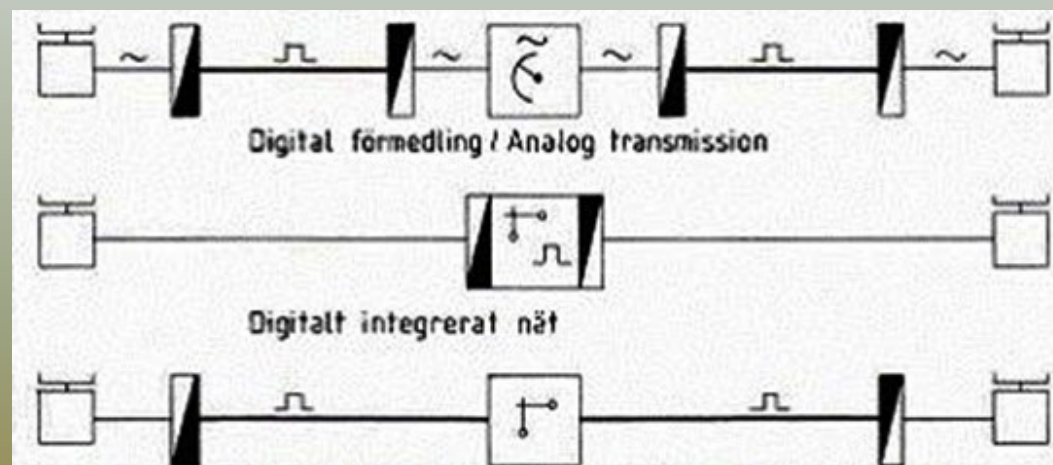 Digital förmedling / Analog transmission
Digitalt integrerat nät